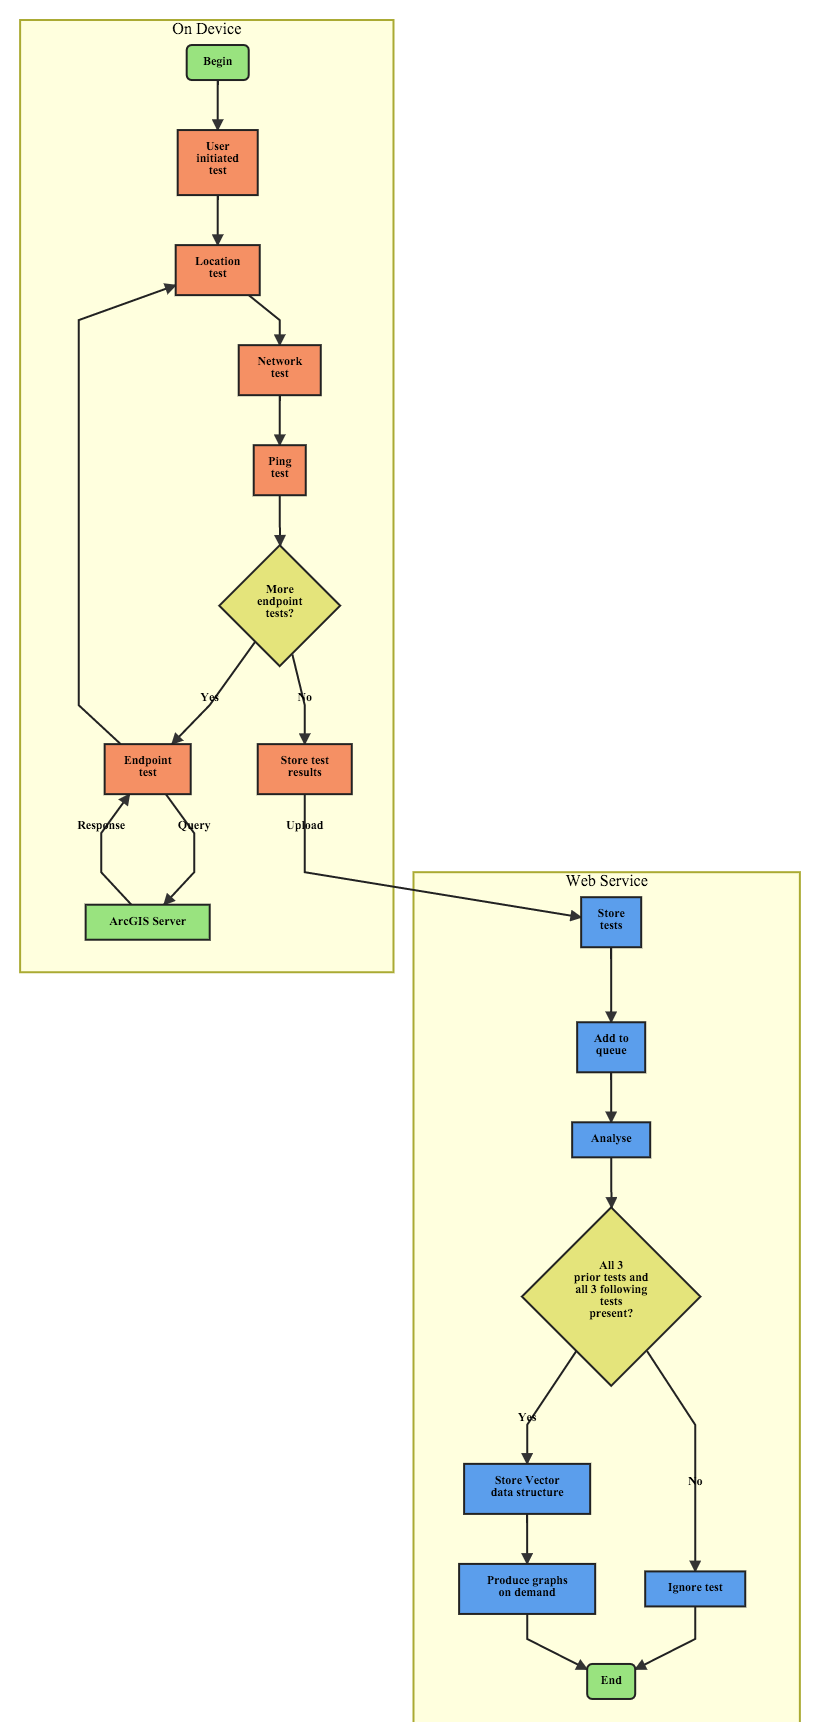 On Device
Begin
User
initiated
test
Location
test
Network
test
Ping
test
More
endpoint
tests?
Yes
No
Endpoint
test
Store test
results
Response
Query
Upload
ArcGIS Server
Web Service
Store
tests
Add to
queue
Analyse
All 3
prior tests and
all 3 following
tests
present?
Yes
No
Store Vector
data structure
Produce graphs
on demand
Ignore test
End